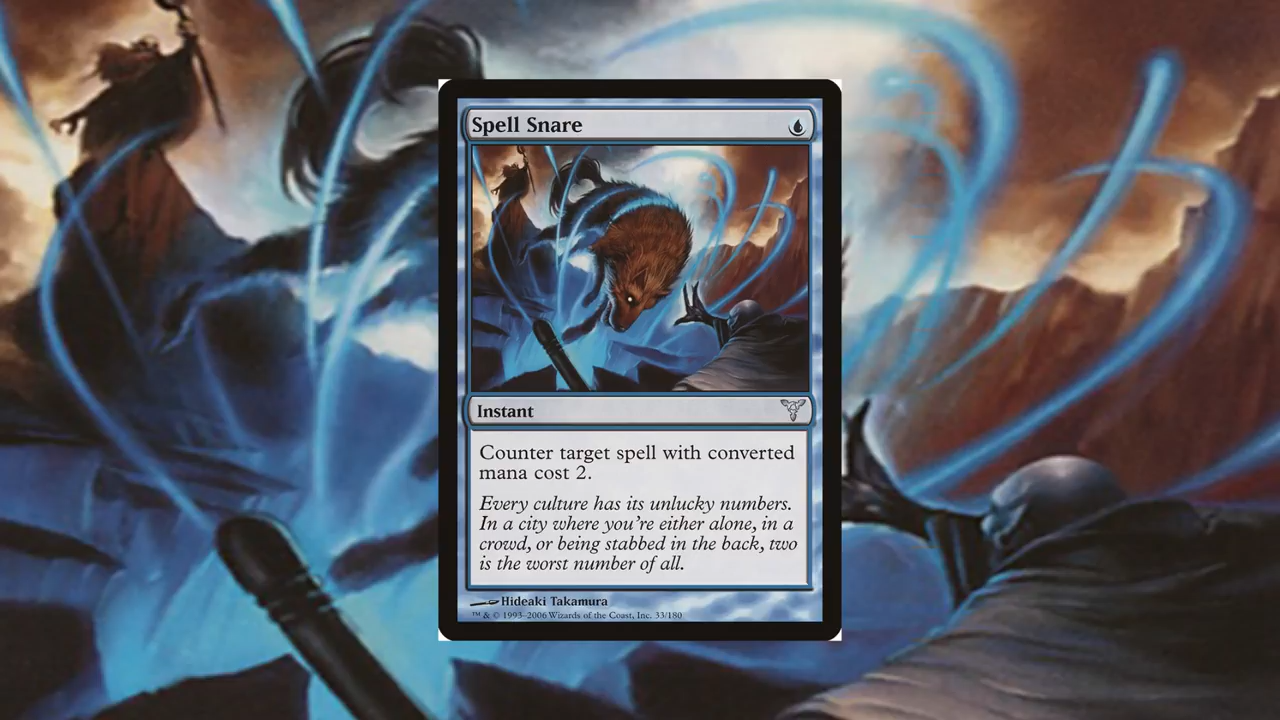 Spell Snare
Instant
Counter target spell with converted
mana cost 2.
Every culture has its unlucky numbers.
In a city where you're either alone, in a
crowd, or being stabbed in the back, two
is the worst number of all.
Hideaki Takamura
™ & © 1993–2006 Wizards of the Coast, Inc. 33/180